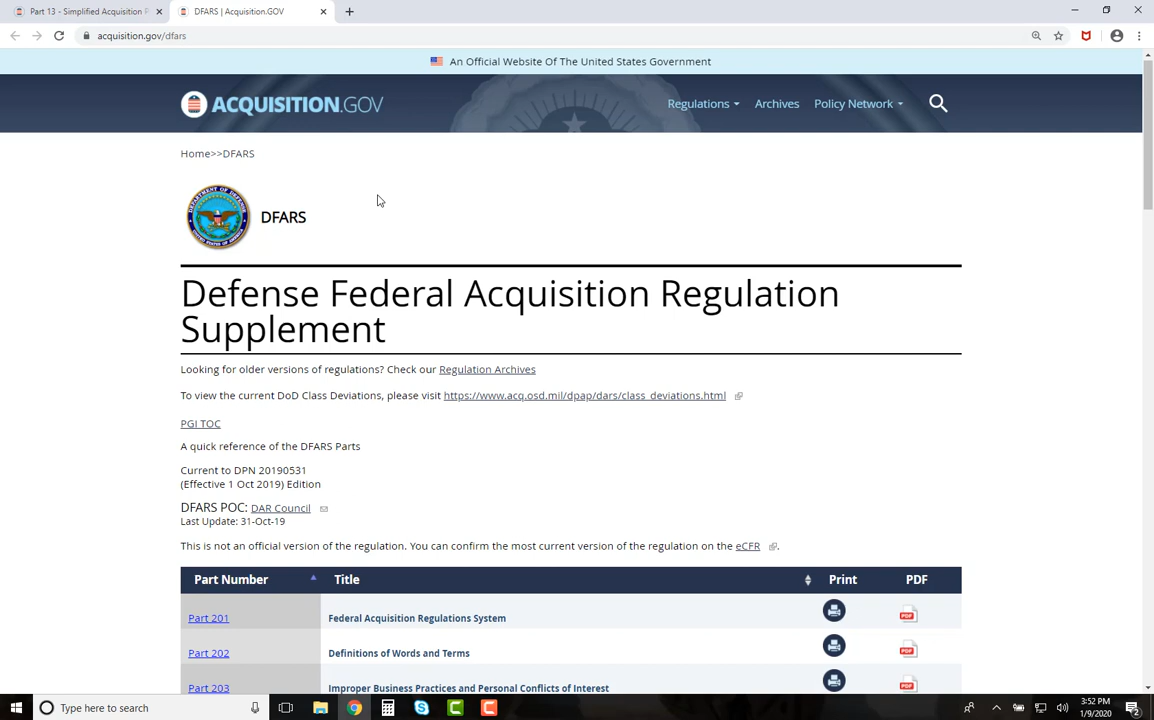 Part 13 - Simplified Acquisition P
DFARS | Acquisition.GOV
acquisition.gov/dfars
An Official Website Of The United States Government
ACQUISITION.GOV
Regulations
Archives
Policy Network
Home>>DFARS
DEPARTMENT OF DEFENSE
DFARS
Defense Federal Acquisition Regulation
Supplement
Looking for older versions of regulations? Check our Regulation Archives
To view the current DoD Class Deviations, please visit https://www.acq.osd.mil/dpap/dars/class_deviations.html
PGI TOC
A quick reference of the DFARS Parts
Current to DPN 20190531
(Effective 1 Oct 2019) Edition
DFARS POC: DAR Council
Last Update: 31-Oct-19
This is not an official version of the regulation. You can confirm the most current version of the regulation on the eCFR .
Part Number Title Print PDF
Part 201 Federal Acquisition Regulations System PDF
Part 202 Definitions of Words and Terms PDF
Part 203 Improper Business Practices and Personal Conflicts of Interest PDF
Type here to search
3:52 PM
1/9/2020
2